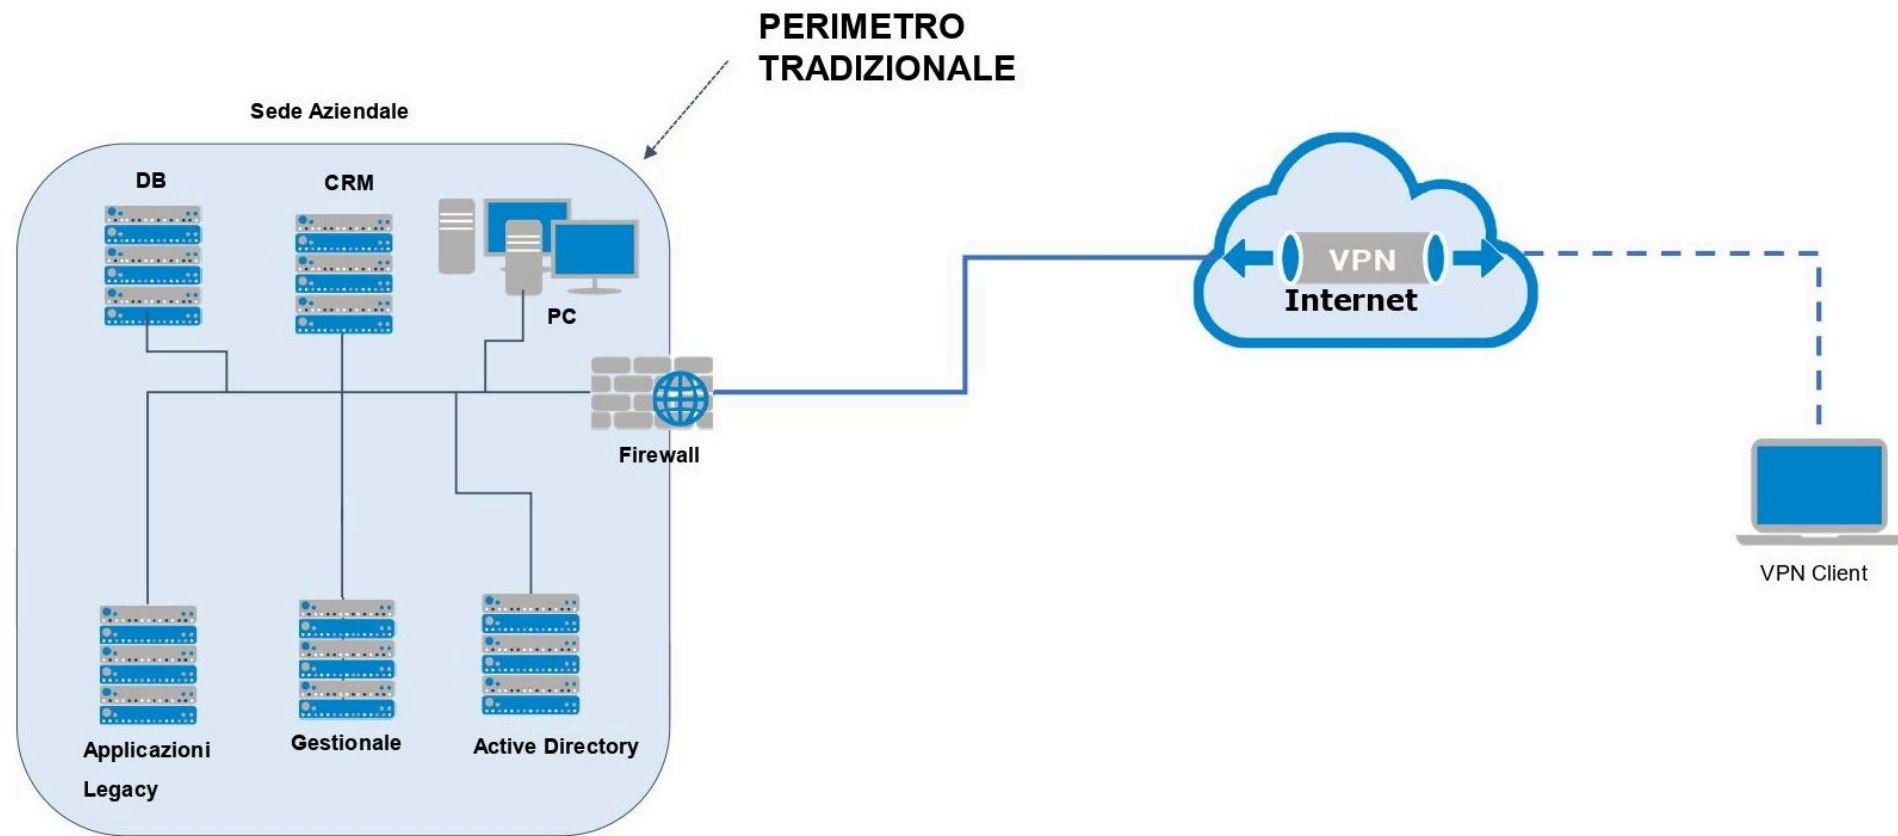 PERIMETRO
TRADIZIONALE
Sede Aziendale
DB
CRM
PC
VPN
Internet
Firewall
VPN Client
Applicazioni
Legacy
Gestionale
Active Directory